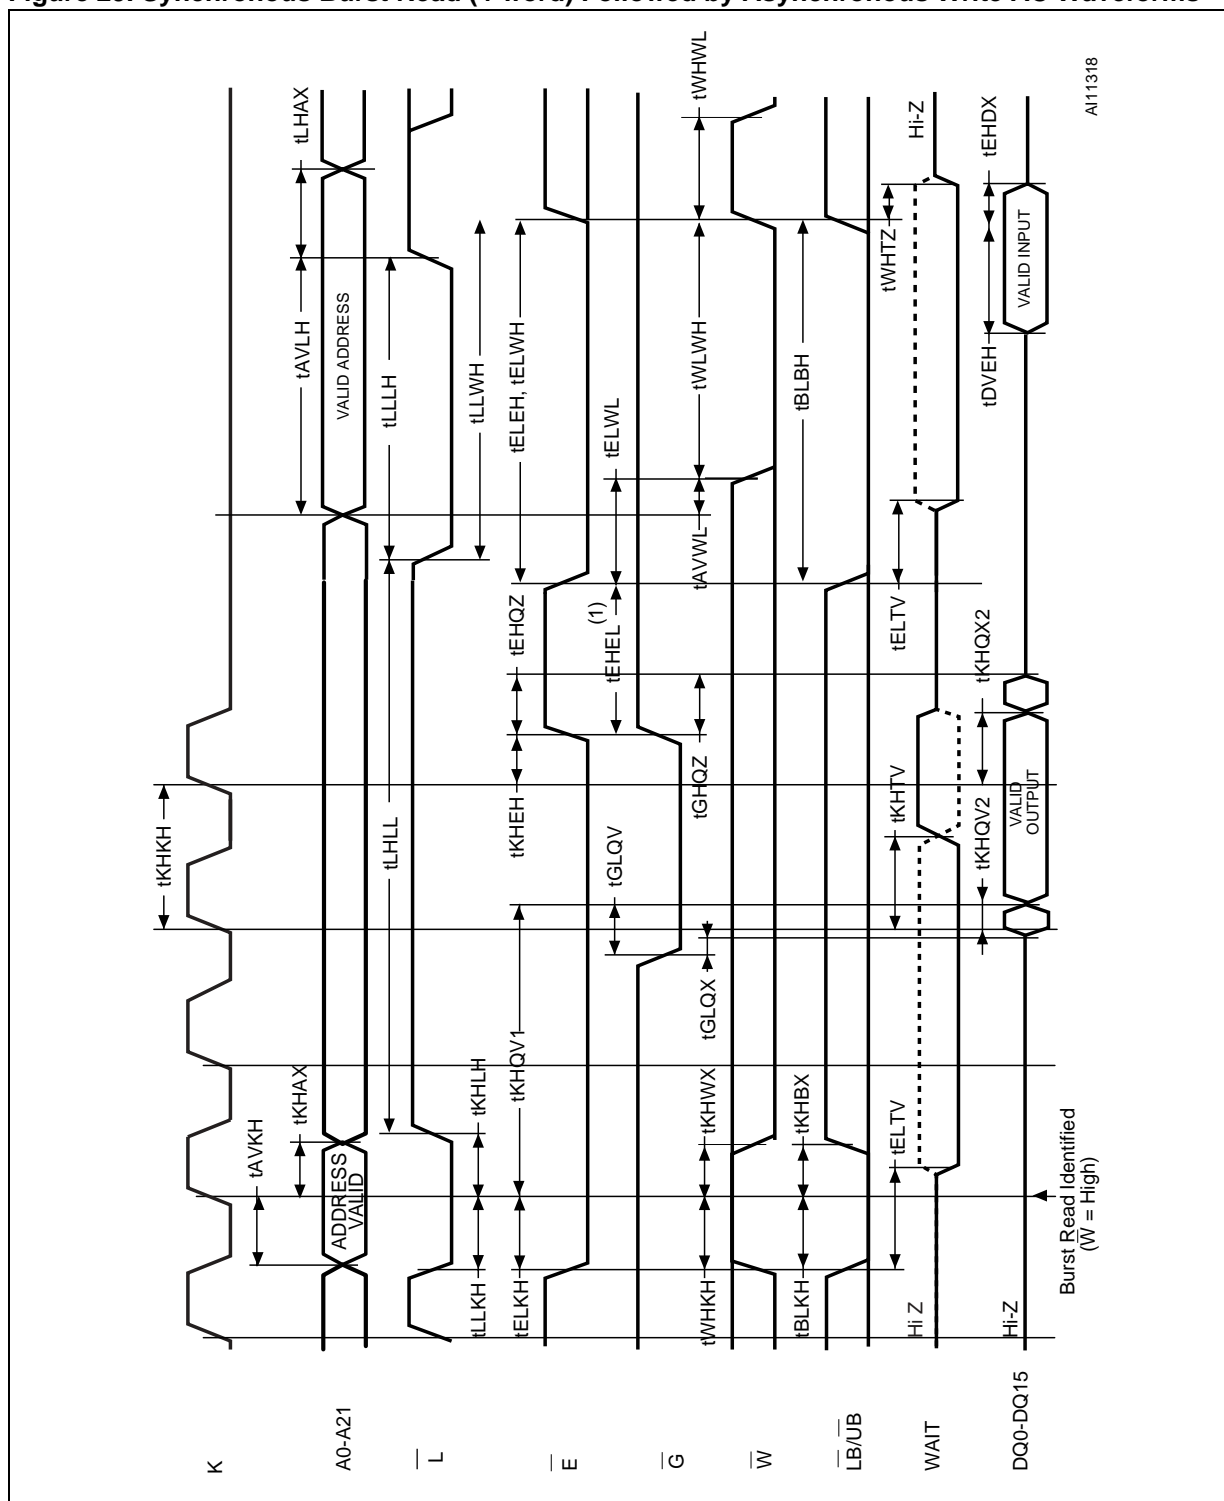 Synchronous Burst Read (4-word) Followed by Asynchronous Write AC Waveforms
K
tKHKH
A0-A21
tAVKH
tKHAX
ADDRESS
VALID
tAVLH
tLHAX
VALID ADDRESS
L
tLLKH
tKHLH
tLHLL
tLLLH
tLLWH
E
tELKH
tKHQV1
tKHEH
tEHQZ
tELEH, tELWH
G
tGLQV
tEHEL
(1)
tELWL
W
tWHKH
tKHWX
tGLQX
tGHQZ
tAVWL
tWLWH
tWHWL
LB/UB
tBLKH
tKHBX
tBLBH
WAIT
Hi Z
tELTV
tKHTV
tELTV
tWHTZ
Hi-Z
DQ0-DQ15
Hi-Z
tKHQV2
VALID
OUTPUT
tKHQX2
tDVEH
VALID INPUT
tEHDX
Burst Read Identified
(W = High)
AI11318